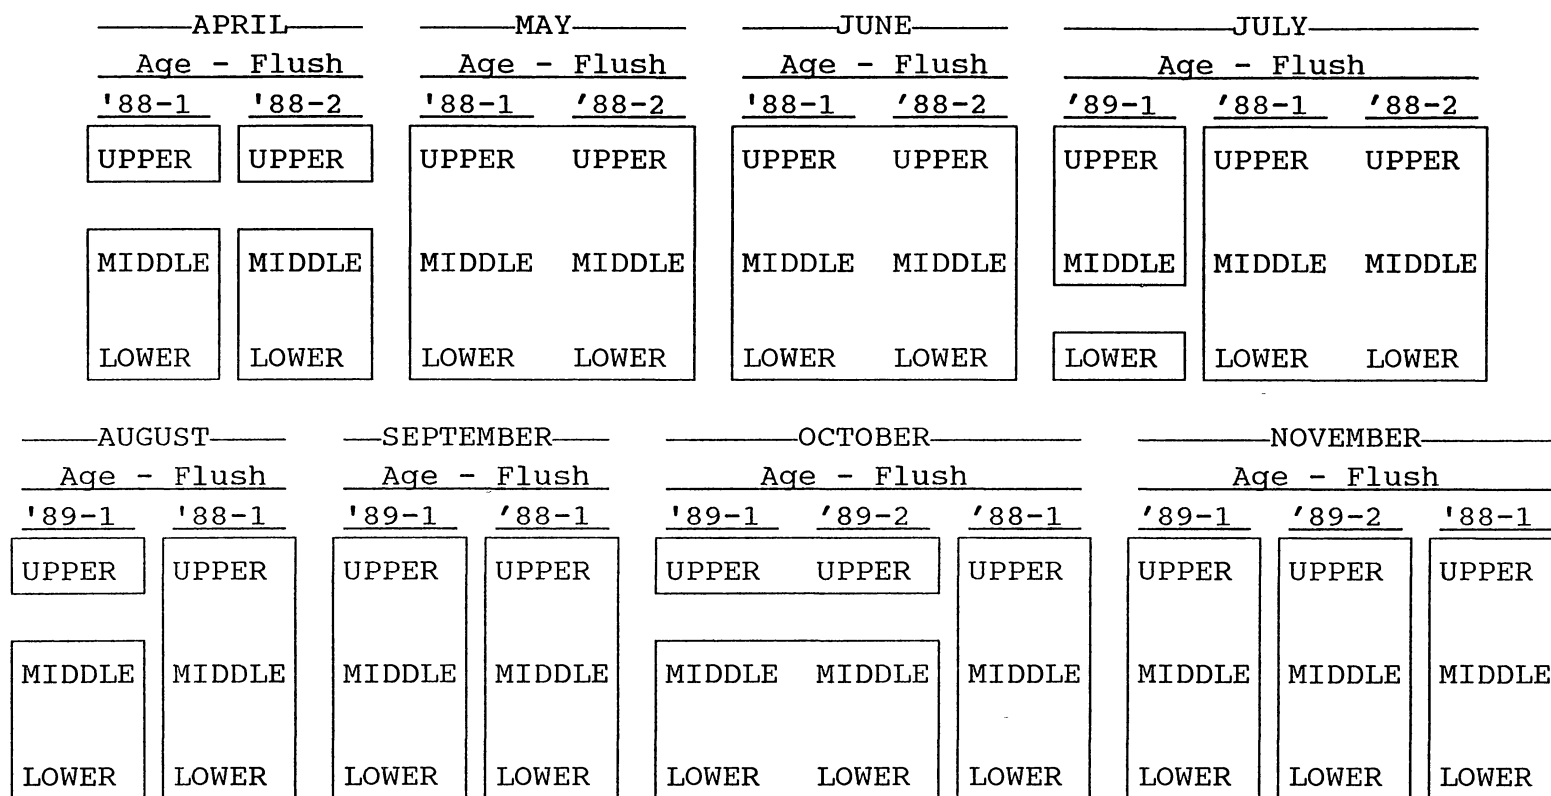 APRIL MAY JUNE JULY
Age - Flush Age - Flush Age - Flush Age - Flush
'88-1 '88-2 '88-1 '88-2 '88-1 '88-2 '89-1 '88-1 '88-2
UPPER UPPER UPPER UPPER UPPER UPPER UPPER UPPER UPPER
MIDDLE MIDDLE MIDDLE MIDDLE MIDDLE MIDDLE MIDDLE MIDDLE MIDDLE
LOWER LOWER LOWER LOWER LOWER LOWER LOWER LOWER LOWER
AUGUST SEPTEMBER OCTOBER NOVEMBER
Age - Flush Age - Flush Age - Flush Age - Flush
'89-1 '88-1 '89-1 '88-1 '89-1 '89-2 '88-1 '89-1 '89-2 '88-1
UPPER UPPER UPPER UPPER UPPER UPPER UPPER UPPER UPPER UPPER
MIDDLE MIDDLE MIDDLE MIDDLE MIDDLE MIDDLE MIDDLE MIDDLE MIDDLE MIDDLE
LOWER LOWER LOWER LOWER LOWER LOWER LOWER LOWER LOWER LOWER